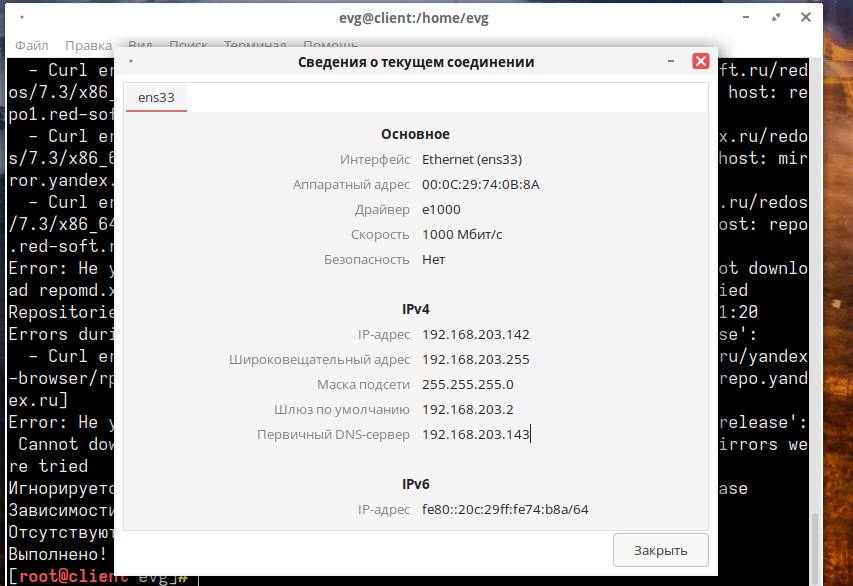 evg@client:/home/evg
Файл Правка Вид Поиск Терминал Помощь
Сведения о текущем соединении
ens33
Основное
Интерфейс Ethernet (ens33)
Аппаратный адрес 00:0C:29:74:0B:8A
Драйвер e1000
Скорость 1000 Мбит/с
Безопасность Нет
IPv4
IP-адрес 192.168.203.142
Широковещательный адрес 192.168.203.255
Маска подсети 255.255.255.0
Шлюз по умолчанию 192.168.203.2
Первичный DNS-сервер 192.168.203.143
IPv6
IP-адрес fe80::20c:29ff:fe74:b8a/64
Закрыть
- Curl er ft.ru/red
os/7.3/x86_ host: re
po1.red-sof
- Curl er x.ru/redo
s/7.3/x86_6 host: mir
ror.yandex.
- Curl er .ru/redos
/7.3/x86_64 ost: repo
.red-soft.r
Error: Не у ot downlo
ad repomd.x ied
Repositorie 1:20
Errors duri se':
- Curl er ru/yandex
-browser/rp repo.yand
ex.ru]
Error: Не у release':
Cannot dow irrors we
re tried
Игнорируетс ase
Зависимости
Отсутствуют
Выполнено!
[root@client evg]#